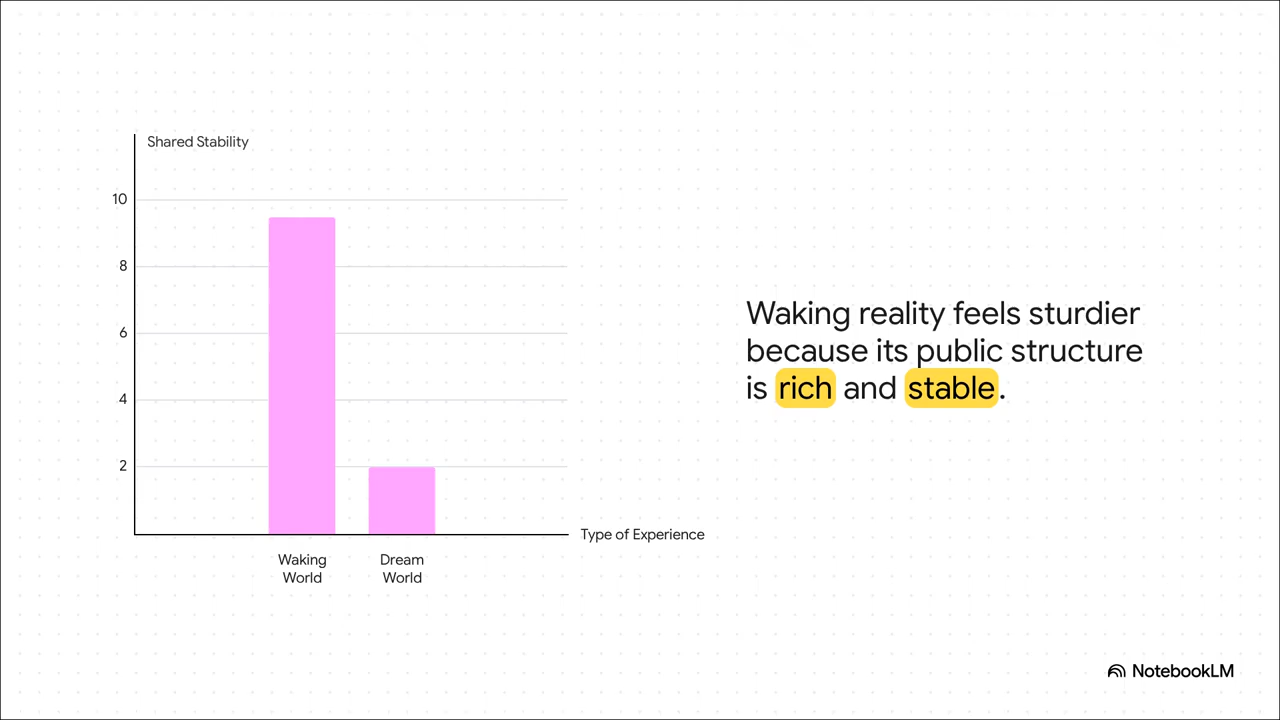 Shared Stability
10
8
6
4
2
Type of Experience
Waking
World
Dream
World
Waking reality feels sturdier
because its public structure
is rich and stable.
NotebookLM